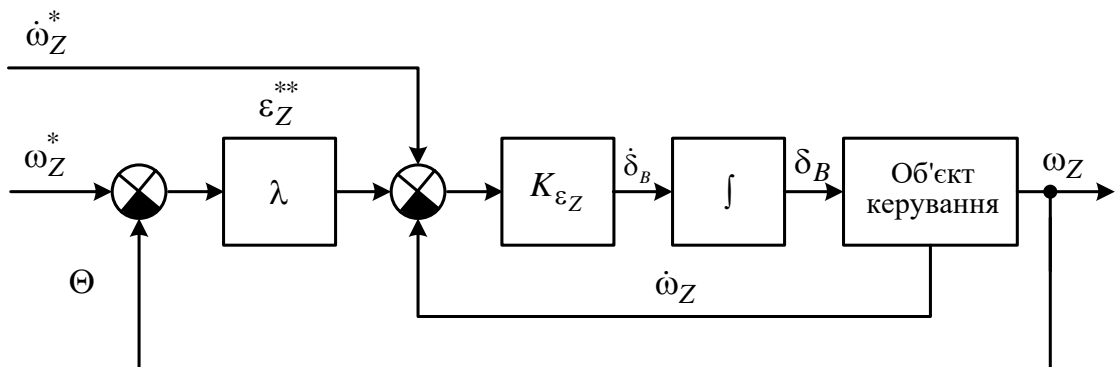 ω̇*Z
ε**Z
ω*Z
λ
KεZ
δ̇B
∫
δB
Об'єкт
керування
ωZ
Θ
ω̇Z